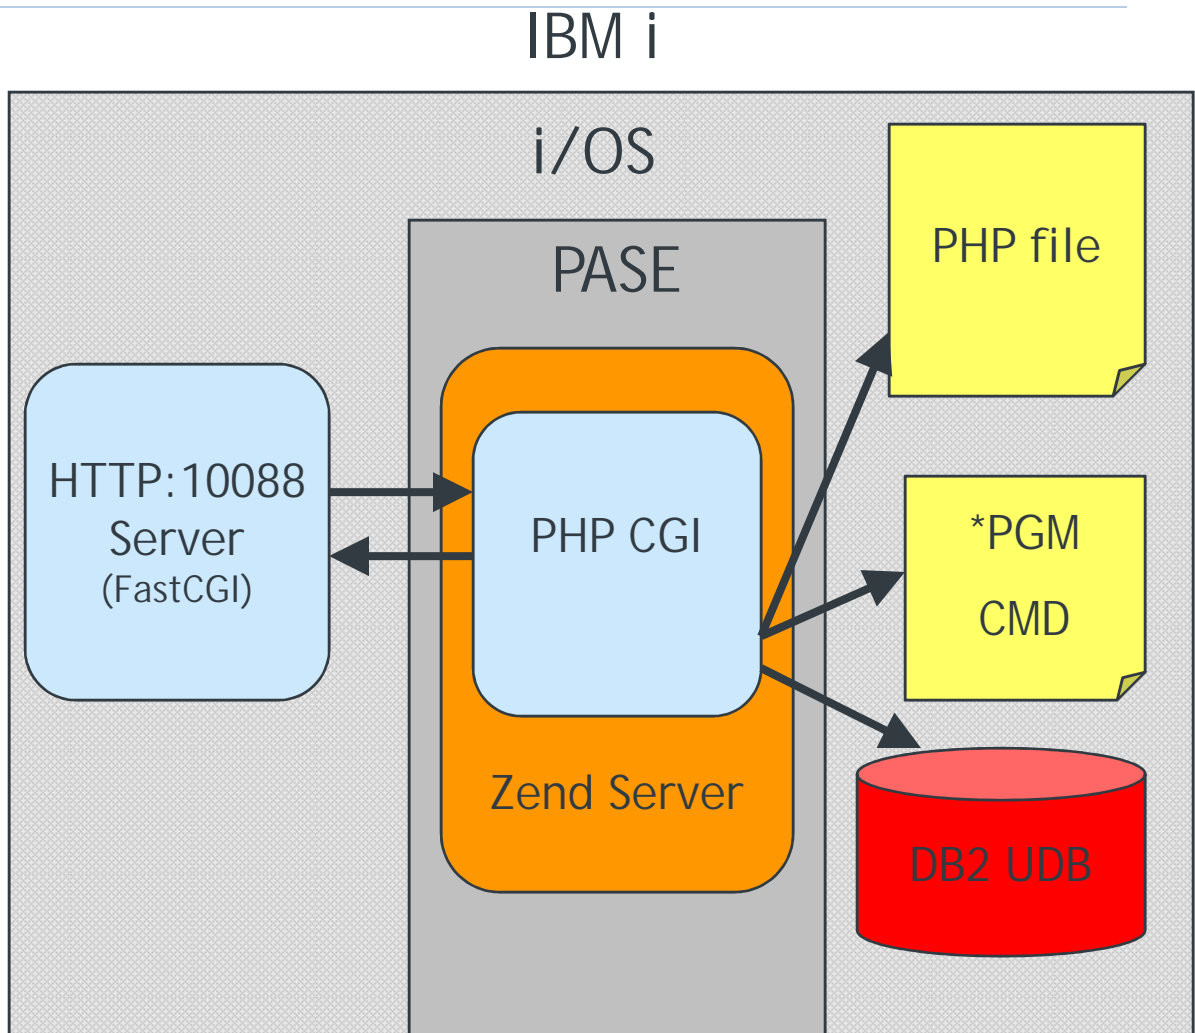 IBM i
i/OS
PASE
PHP file
HTTP:10088
Server
(FastCGI)
PHP CGI
*PGM
CMD
Zend Server
DB2 UDB